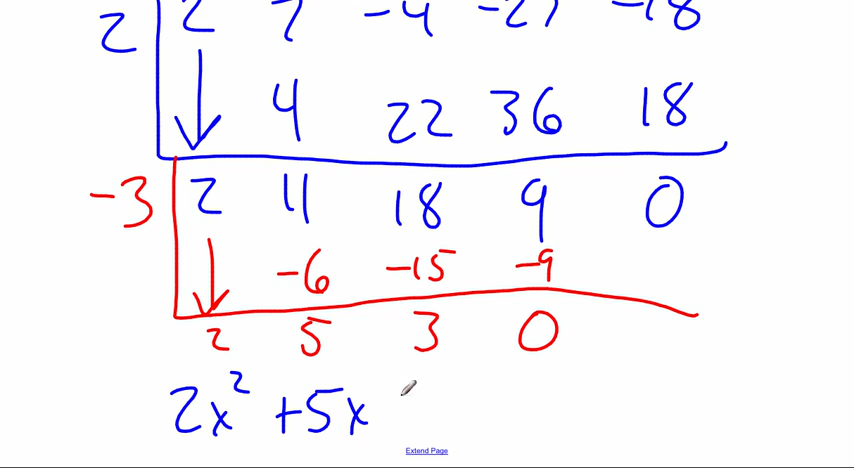 2 2 7 -4 -27 -18
4 22 36 18
-3 2 11 18 9 0
-6 -15 -9
2 5 3 0
2x² +5x
Extend Page